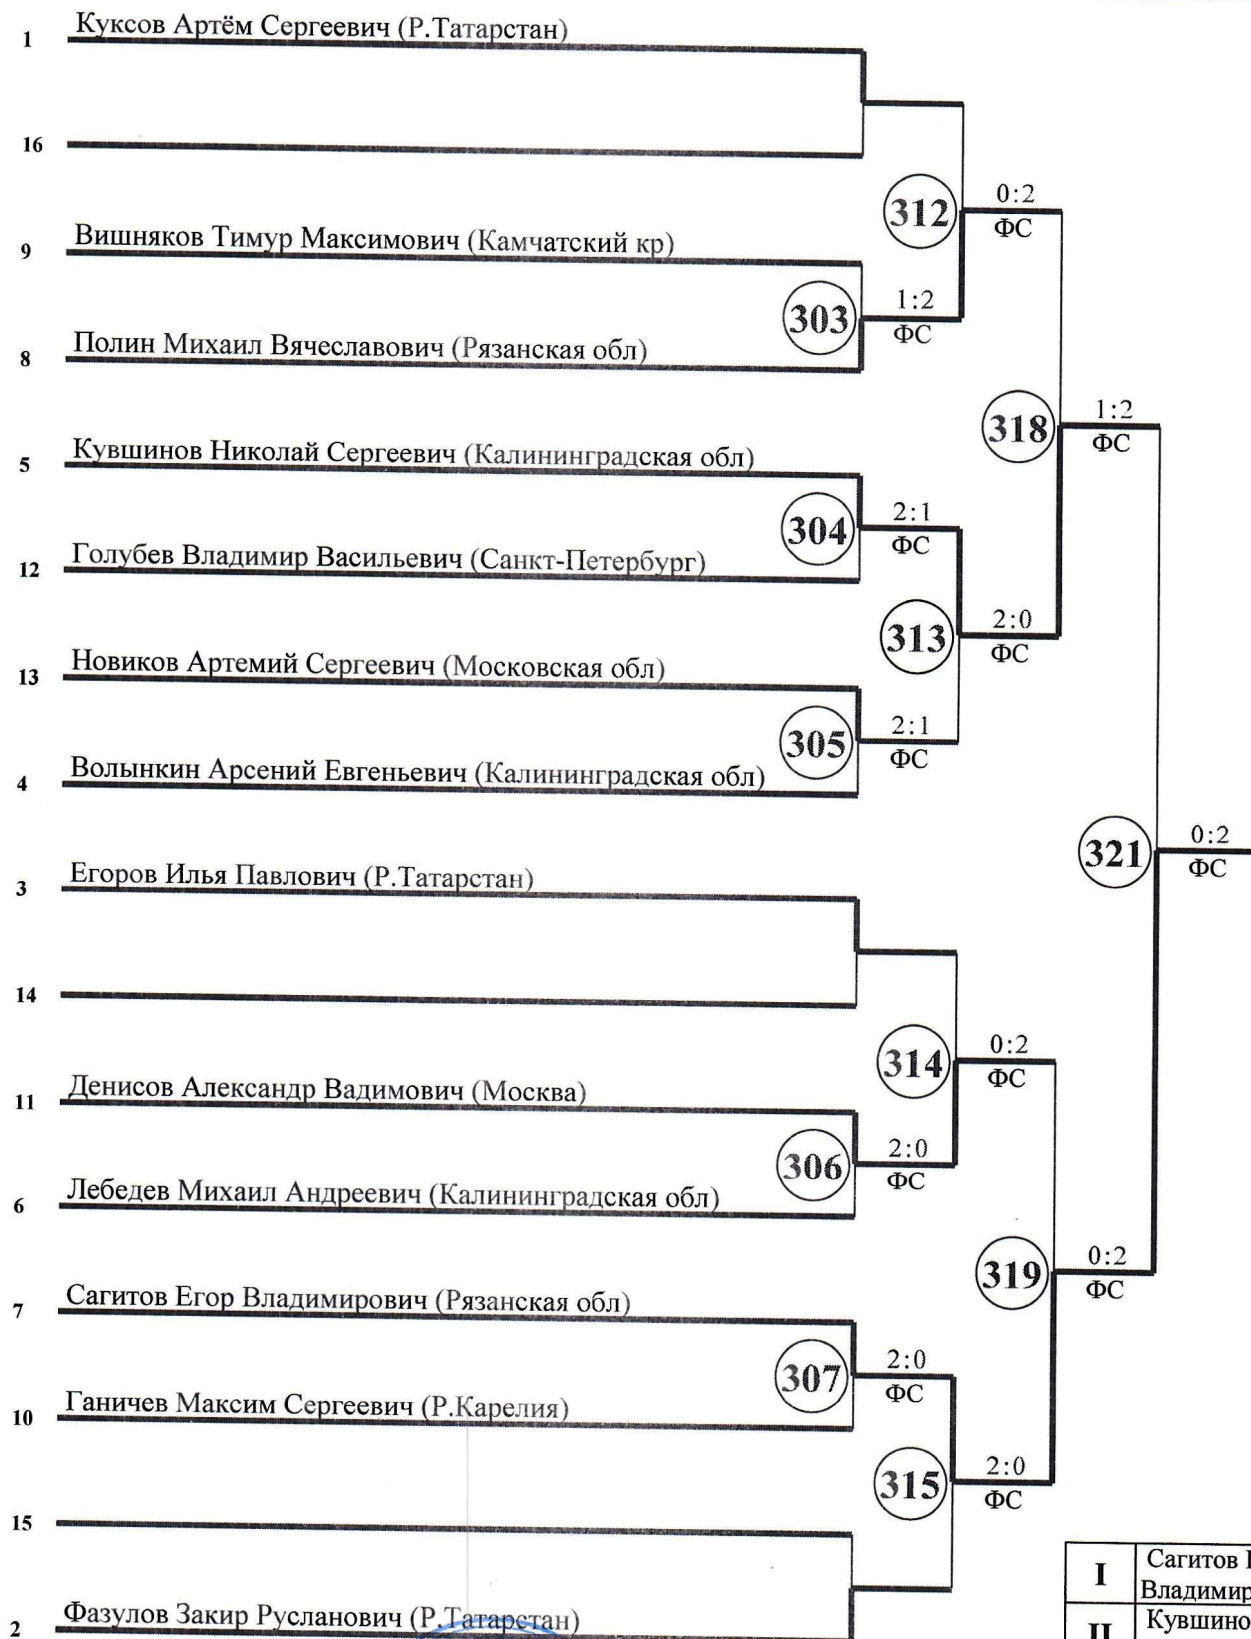 1 Куксов Артём Сергеевич (Р.Татарстан)
16
312 0:2
ФС
9 Вишняков Тимур Максимович (Камчатский кр)
303 1:2
ФС
8 Полин Михаил Вячеславович (Рязанская обл)
318 1:2
ФС
5 Кувшинов Николай Сергеевич (Калининградская обл)
304 2:1
ФС
12 Голубев Владимир Васильевич (Санкт-Петербург)
313 2:0
ФС
13 Новиков Артемий Сергеевич (Московская обл)
305 2:1
ФС
4 Волынкин Арсений Евгеньевич (Калининградская обл)
321 0:2
ФС
3 Егоров Илья Павлович (Р.Татарстан)
14
314 0:2
ФС
11 Денисов Александр Вадимович (Москва)
306 2:0
ФС
6 Лебедев Михаил Андреевич (Калининградская обл)
319 0:2
ФС
7 Сагитов Егор Владимирович (Рязанская обл)
307 2:0
ФС
10 Ганичев Максим Сергеевич (Р.Карелия)
315 2:0
ФС
15
2 Фазулов Закир Русланович (Р.Татарстан)
I Сагитов
Владимир
II Кувшино